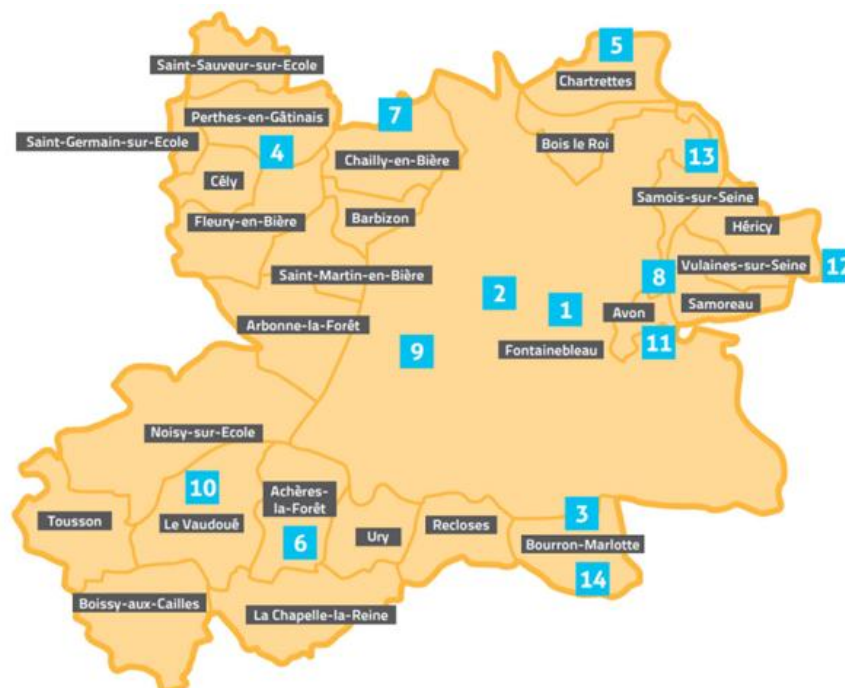 5
Saint-Sauveur-sur-Ecole
Chartrettes
7
Perthes-en-Gâtinais
Saint-Germain-sur-Ecole
Bois le Roi
4
13
Chailly-en-Bière
Cély
Samois-sur-Seine
Barbizon
Fleury-en-Bière
Héricy
Vulaines-sur-Seine
12
Saint-Martin-en-Bière
8
2
Samoreau
1
Avon
Arbonne-la-Forêt
11
Fontainebleau
9
Noisy-sur-Ecole
10
Achères-
la-Forêt
3
Tousson
Le Vaudoué
Recloses
Ury
6
Bourron-Marlotte
14
Boissy-aux-Cailles
La Chapelle-la-Reine